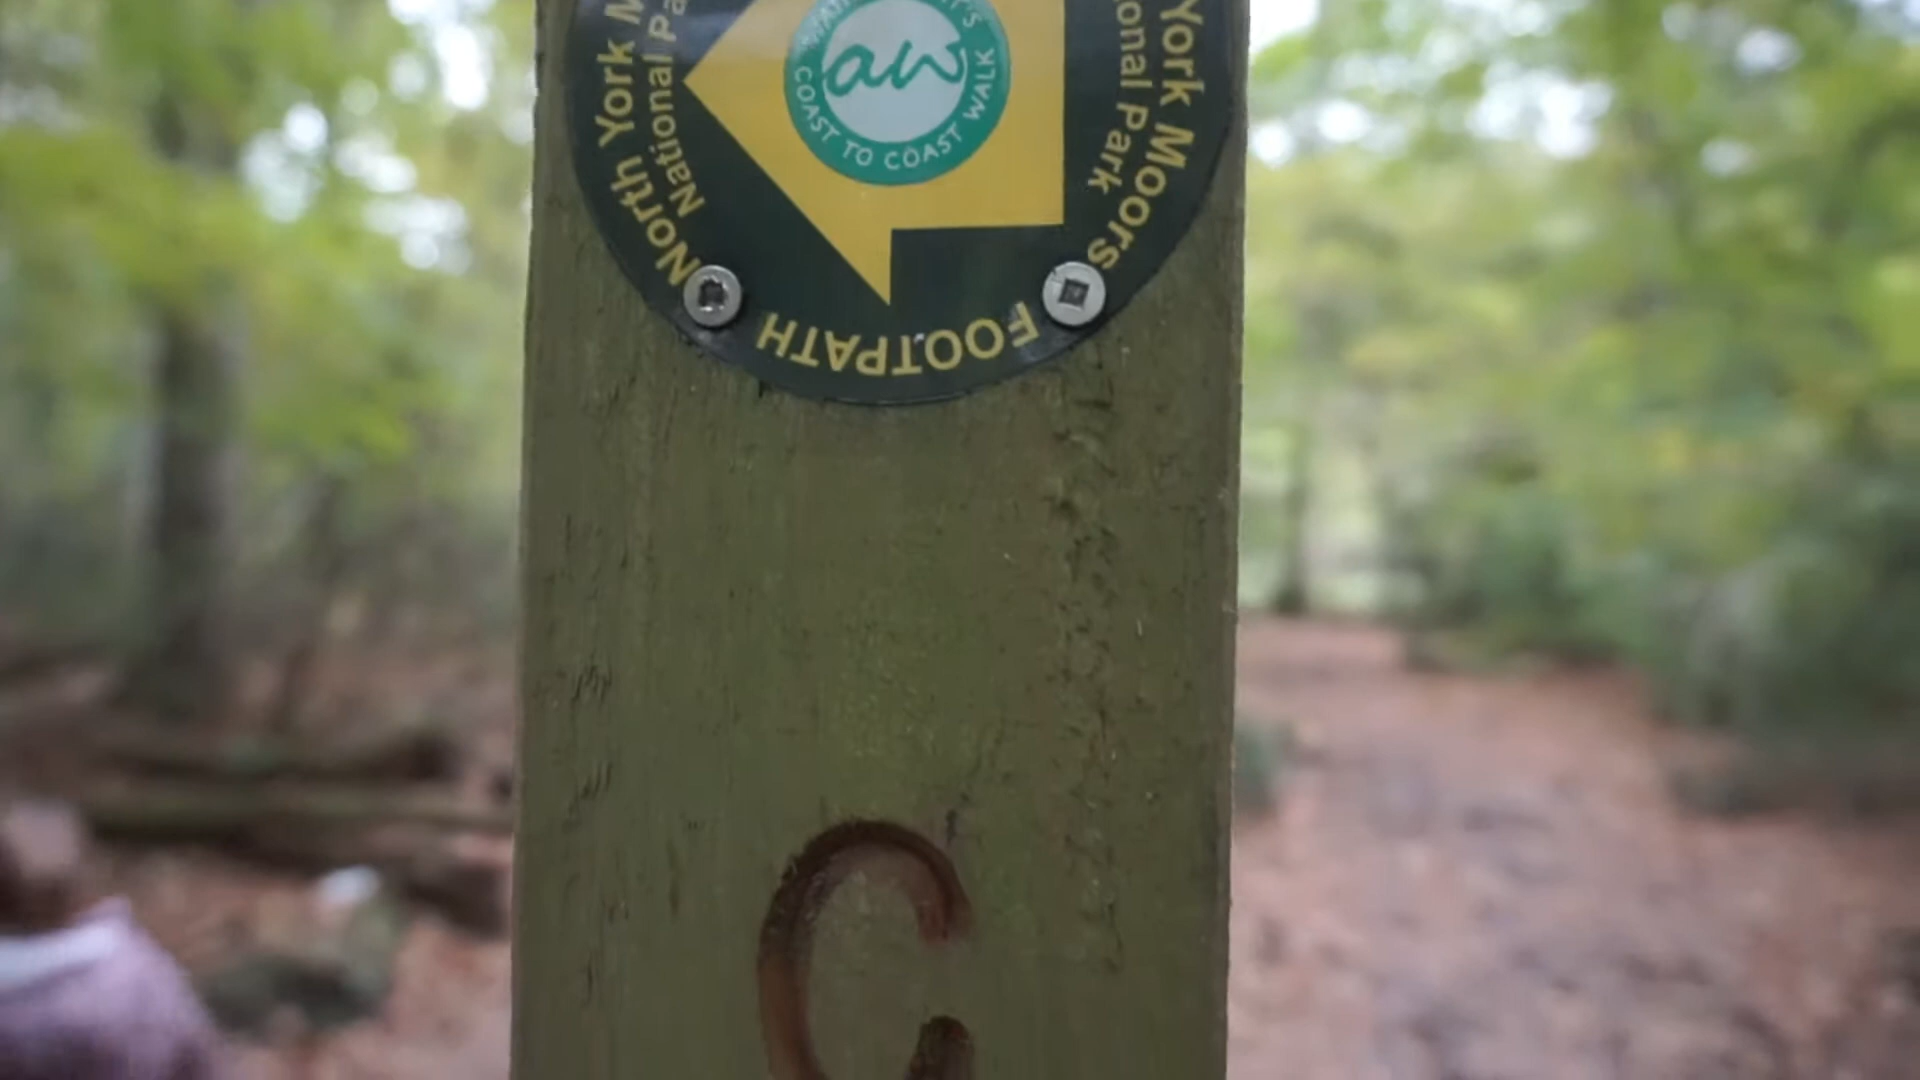 North York M
National Pa
York Moors
onal Park
aw
COAST TO COAST WALK
FOOTPATH
C